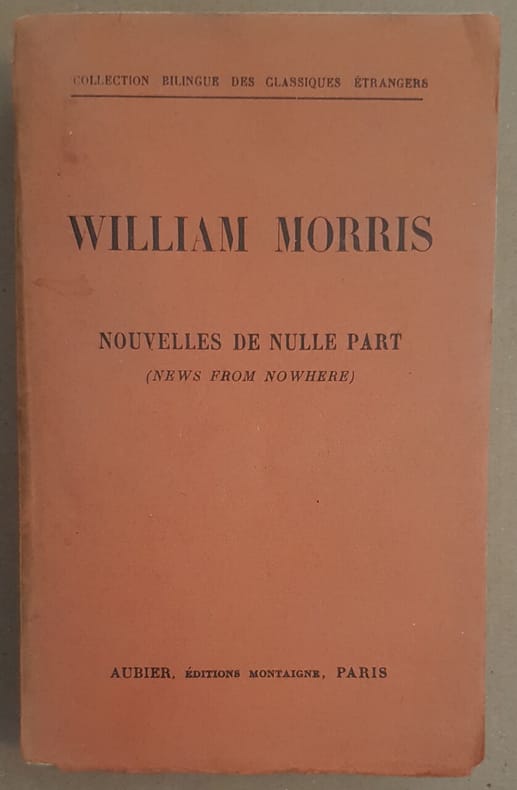 COLLECTION BILINGUE DES CLASSIQUES ÉTRANGERS
WILLIAM MORRIS
NOUVELLES DE NULLE PART
(NEWS FROM NOWHERE)
AUBIER, ÉDITIONS MONTAIGNE, PARIS